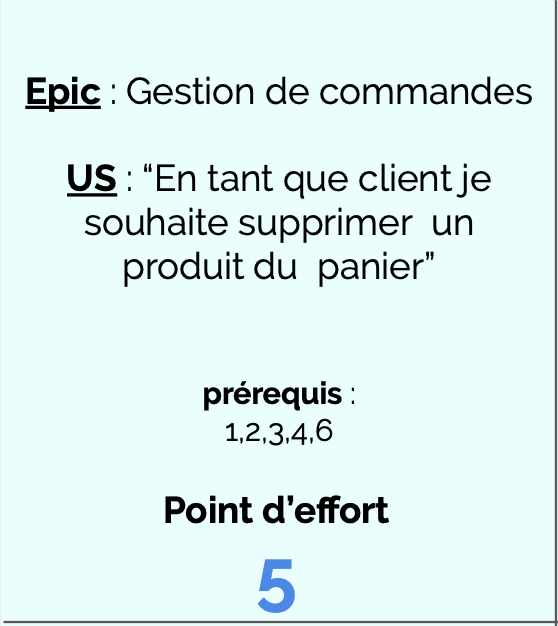 Epic : Gestion de commandes
US : “En tant que client je
souhaite supprimer un
produit du panier”
prérequis :
1,2,3,4,6
Point d’effort
5